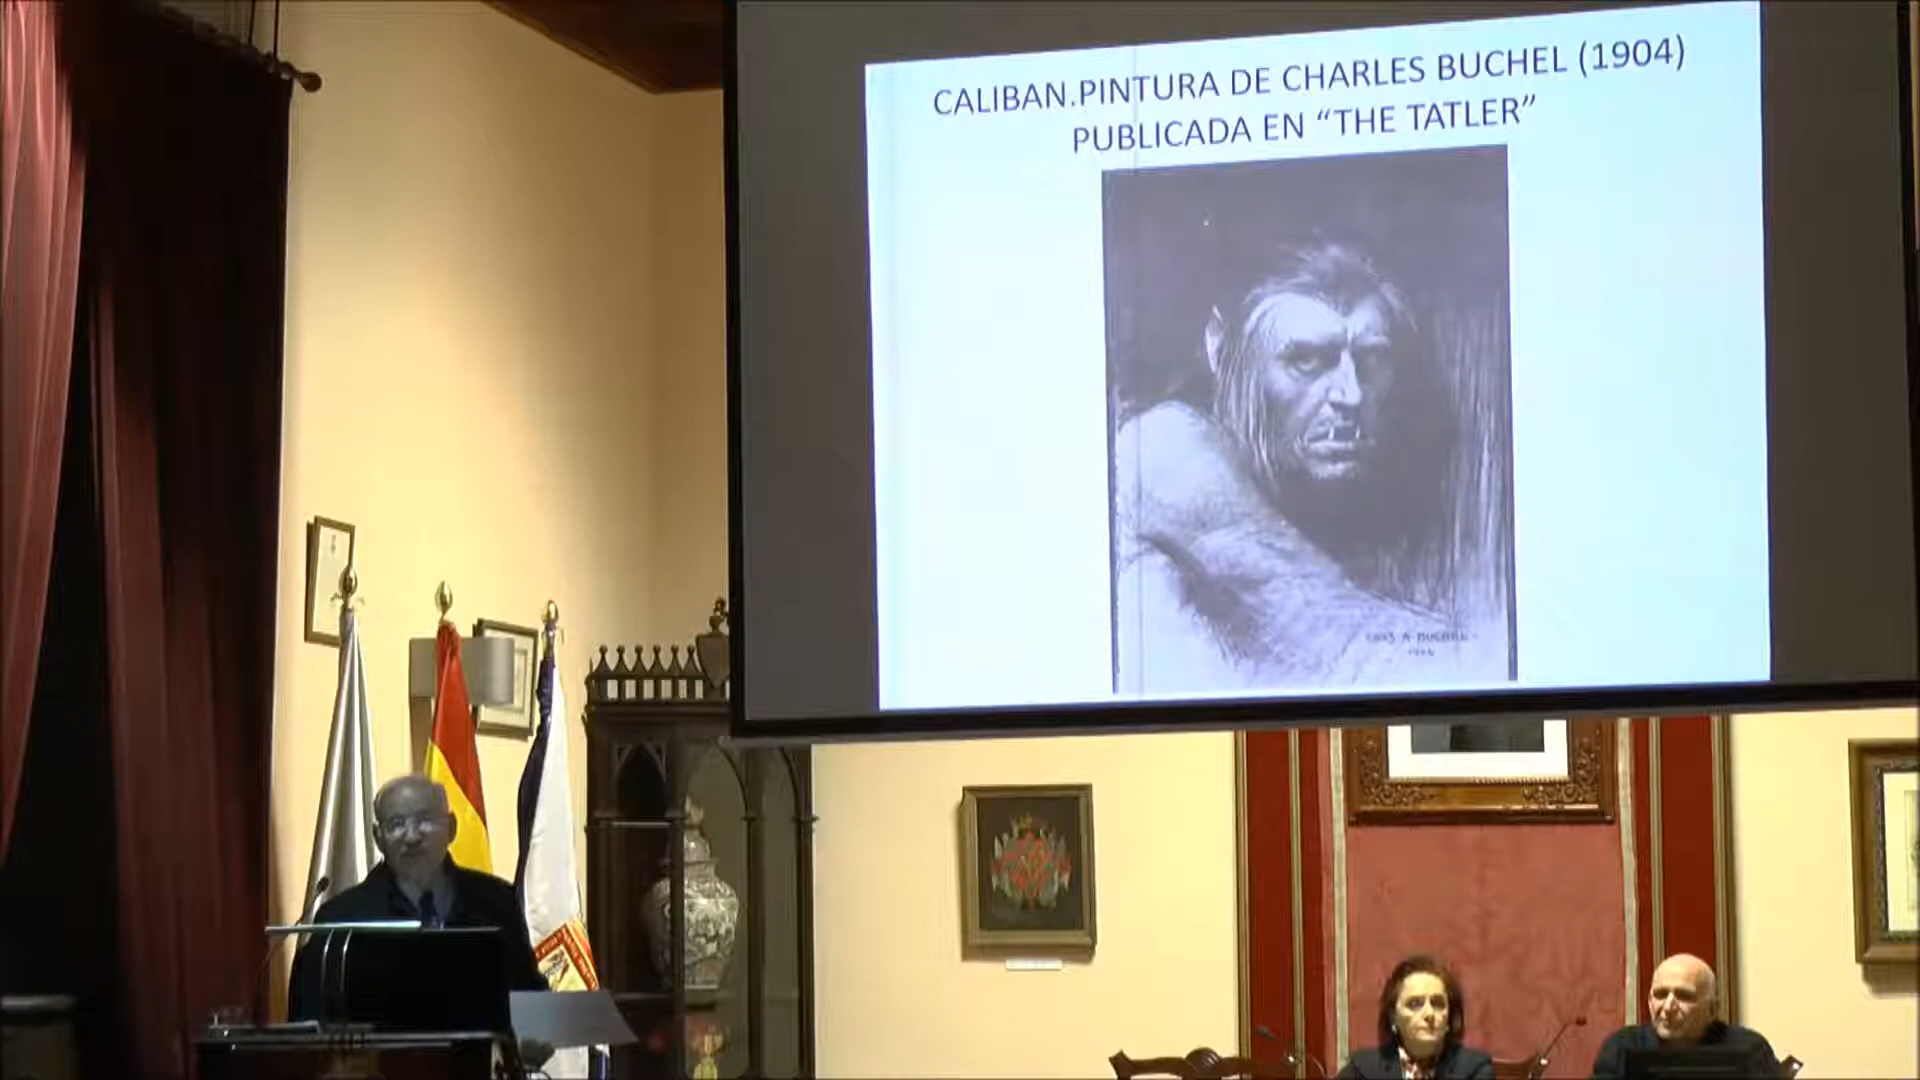 CALIBAN.PINTURA DE CHARLES BUCHEL (1904)
PUBLICADA EN “THE TATLER”